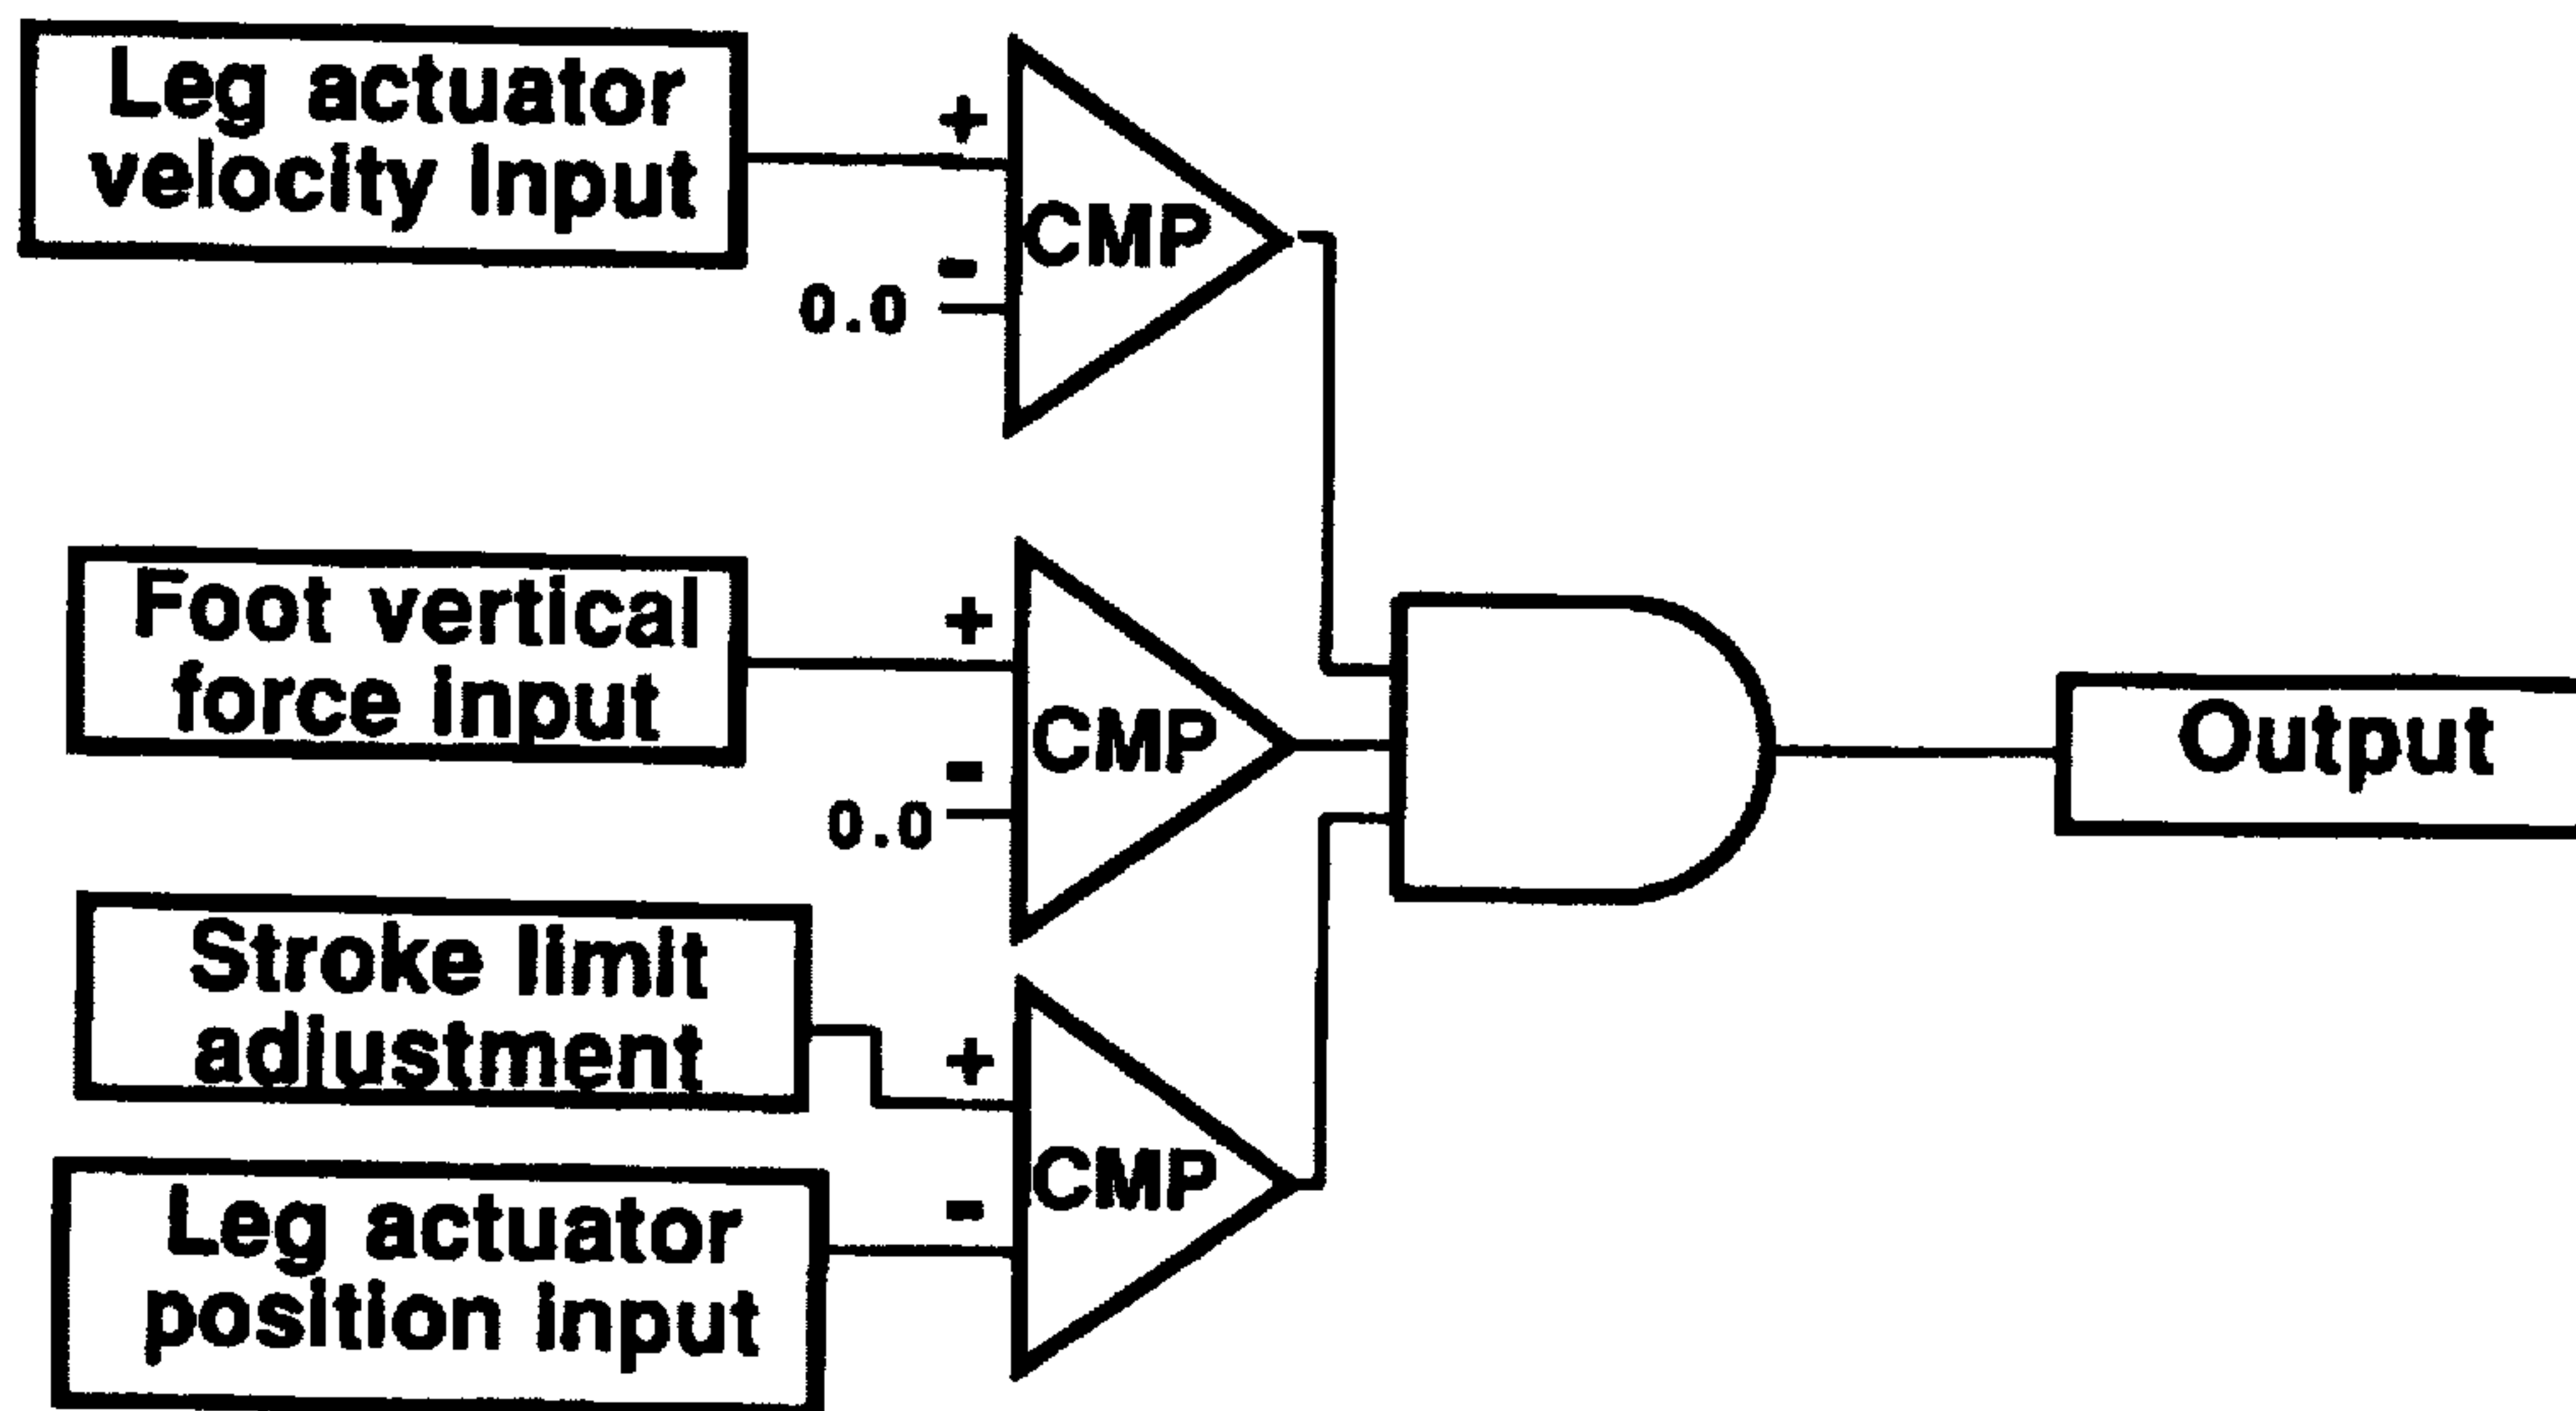 Leg actuator
velocity input
+
CMP
-
0.0
Foot vertical
force input
+
CMP
-
0.0
Stroke limit
adjustment
+
CMP
-
Leg actuator
position input
Output